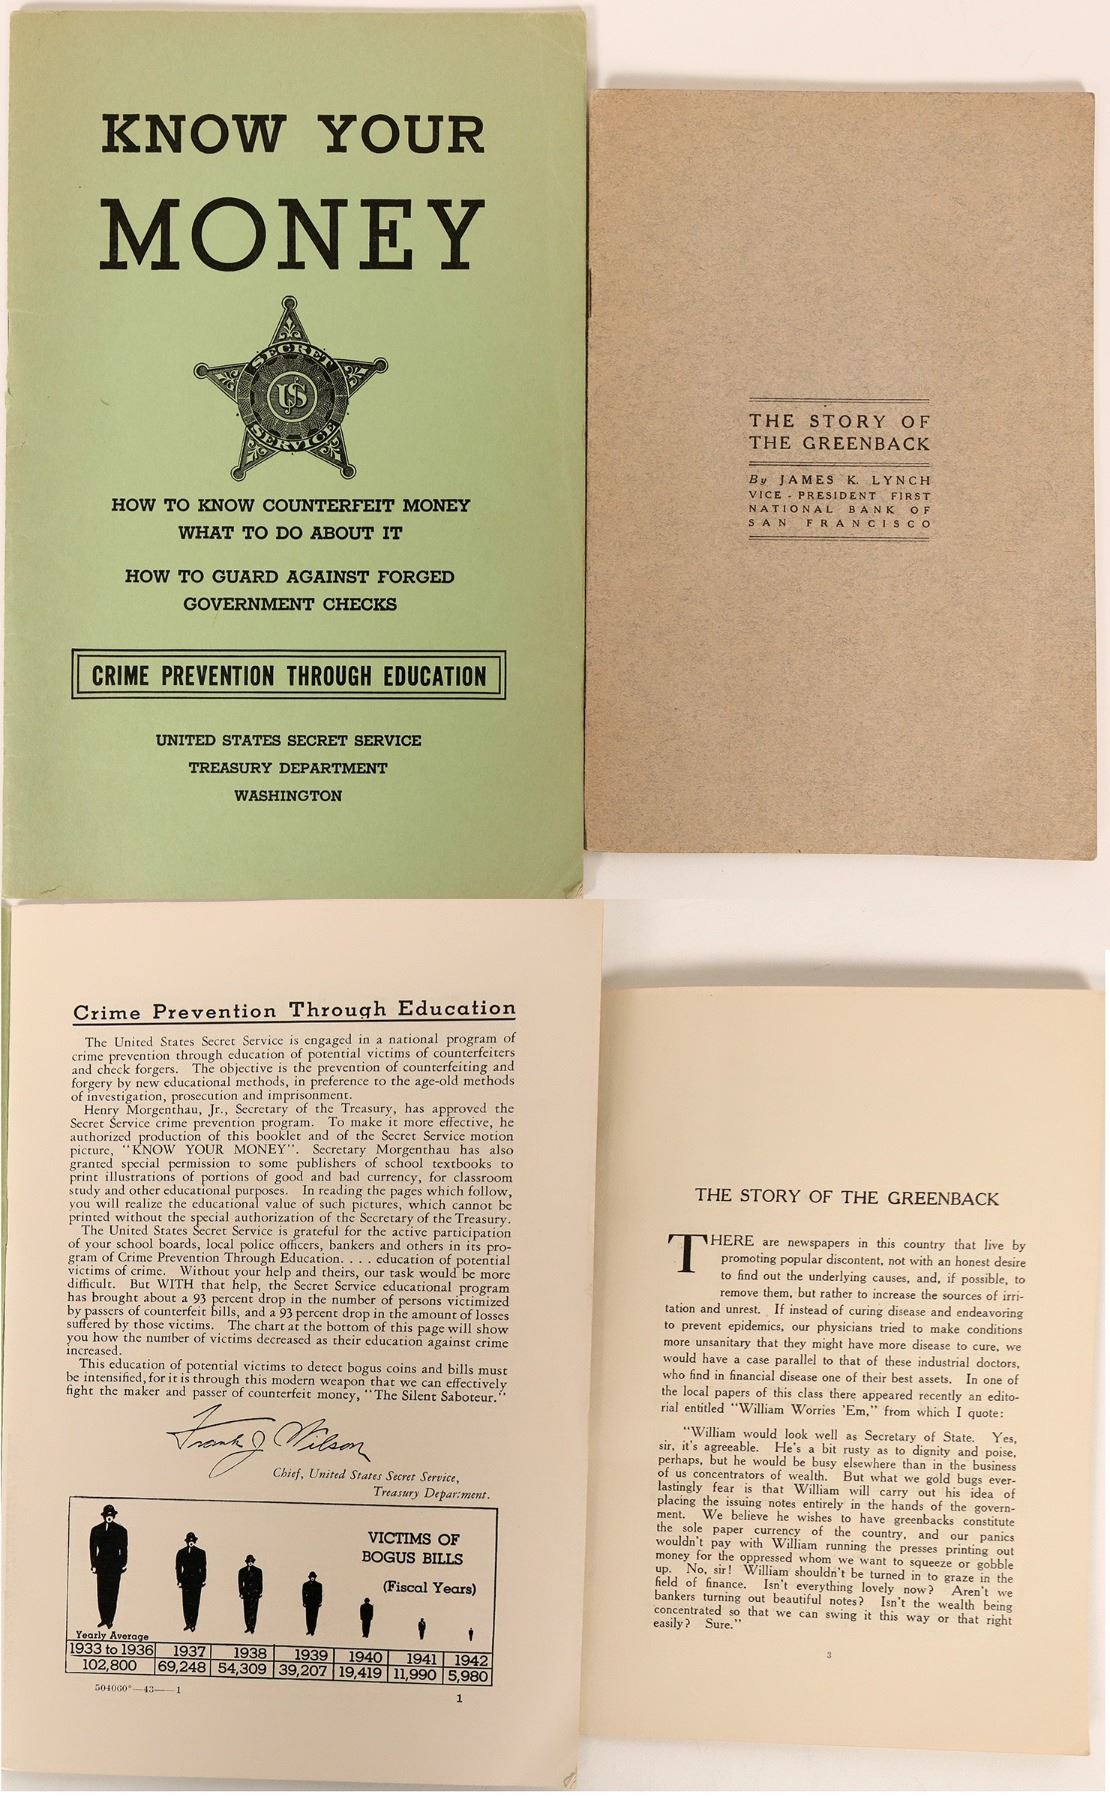 KNOW YOUR
MONEY
SECRET
US
SERVICE
HOW TO KNOW COUNTERFEIT MONEY
WHAT TO DO ABOUT IT
HOW TO GUARD AGAINST FORGED
GOVERNMENT CHECKS
CRIME PREVENTION THROUGH EDUCATION
UNITED STATES SECRET SERVICE
TREASURY DEPARTMENT
WASHINGTON
THE STORY OF
THE GREENBACK
By JAMES K. LYNCH
VICE-PRESIDENT FIRST
NATIONAL BANK OF
SAN FRANCISCO
Crime Prevention Through Education
The United States Secret Service is engaged in a national program of
crime prevention through education of potential victims of counterfeiters
and check forgers. The objective is the prevention of counterfeiting and
forgery by new educational methods, in preference to the age-old methods
of investigation, prosecution and imprisonment.
Henry Morgenthau, Jr., Secretary of the Treasury, has approved the
Secret Service crime prevention program. To make it more effective, he
authorized production of this booklet and of the Secret Service motion
picture, "KNOW YOUR MONEY". Secretary Morgenthau has also
granted special permission to some publishers of school textbooks to
print illustrations of portions of good and bad currency, for classroom
study and other educational purposes. In reading the pages which follow,
you will realize the educational value of such pictures, which cannot be
printed without the special authorization of the Secretary of the Treasury.
The United States Secret Service is grateful for the active participation
of your school boards, local police officers, bankers and others in its pro-
gram of Crime Prevention Through Education. . . . education of potential
victims of crime. Without your help and theirs, our task would be more
difficult. But WITH that help, the Secret Service educational program
has brought about a 93 percent drop in the number of persons victimized
by passers of counterfeit bills, and a 93 percent drop in the amount of losses
suffered by those victims. The chart at the bottom of this page will show
you how the number of victims decreased as their education against crime
increased.
This education of potential victims to detect bogus coins and bills must
be intensified, for it is through this modern weapon that we can effectively
fight the maker and passer of counterfeit money, "The Silent Saboteur."
Frank J Wilson
Chief, United States Secret Service,
Treasury Department.
VICTIMS OF
BOGUS BILLS
(Fiscal Years)
Yearly Average
1933 to 1936 1937 1938 1939 1940 1941 1942
102,800 69,248 54,309 39,207 19,419 11,990 5,980
504060°—43——1
1
THE STORY OF THE GREENBACK
THERE are newspapers in this country that live by
promoting popular discontent, not with an honest desire
to find out the underlying causes, and, if possible, to
remove them, but rather to increase the sources of irri-
tation and unrest. If instead of curing disease and endeavoring
to prevent epidemics, our physicians tried to make conditions
more unsanitary that they might have more disease to cure, we
would have a case parallel to that of these industrial doctors,
who find in financial disease one of their best assets. In one of
the local papers of this class there appeared recently an edito-
rial entitled "William Worries 'Em," from which I quote:
"William would look well as Secretary of State. Yes,
sir, it's agreeable. He's a bit rusty as to dignity and poise,
perhaps, but he would be busy elsewhere than in the business
of us concentrators of wealth. But what we gold bugs ever-
lastingly fear is that William will carry out his idea of
placing the issuing notes entirely in the hands of the govern-
ment. We believe he wishes to have greenbacks constitute
the sole paper currency of the country, and our panics
wouldn't pay with William running the presses printing out
money for the oppressed whom we want to squeeze or gobble
up. No, sir! William shouldn't be turned in to graze in the
field of finance. Isn't everything lovely now? Aren't we
bankers turning out beautiful notes? Isn't the wealth being
concentrated so that we can swing it this way or that right
easily? Sure."
3